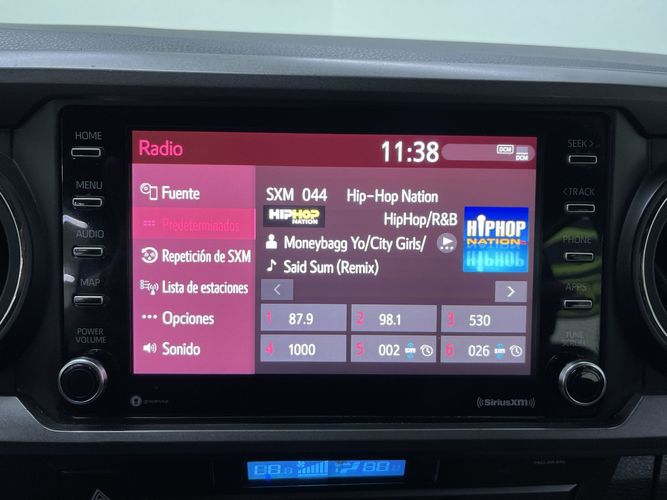 HOME
MENU
AUDIO
MAP
POWER
VOLUME
Radio
11:38
DCM
DCM
Fuente
Predeterminados
Repetición de SXM
Lista de estaciones
Opciones
Sonido
SXM 044 Hip-Hop Nation
HIPHOP
NATION
HipHop/R&B
Moneybagg Yo/City Girls/
Said Sum (Remix)
HIPHOP
NATION
1 87.9
2 98.1
3 530
4 1000
5 002
6 026
SEEK>
<TRACK
PHONE
APPS
TUNE
SCROLL
gracenote
((SiriusXM))